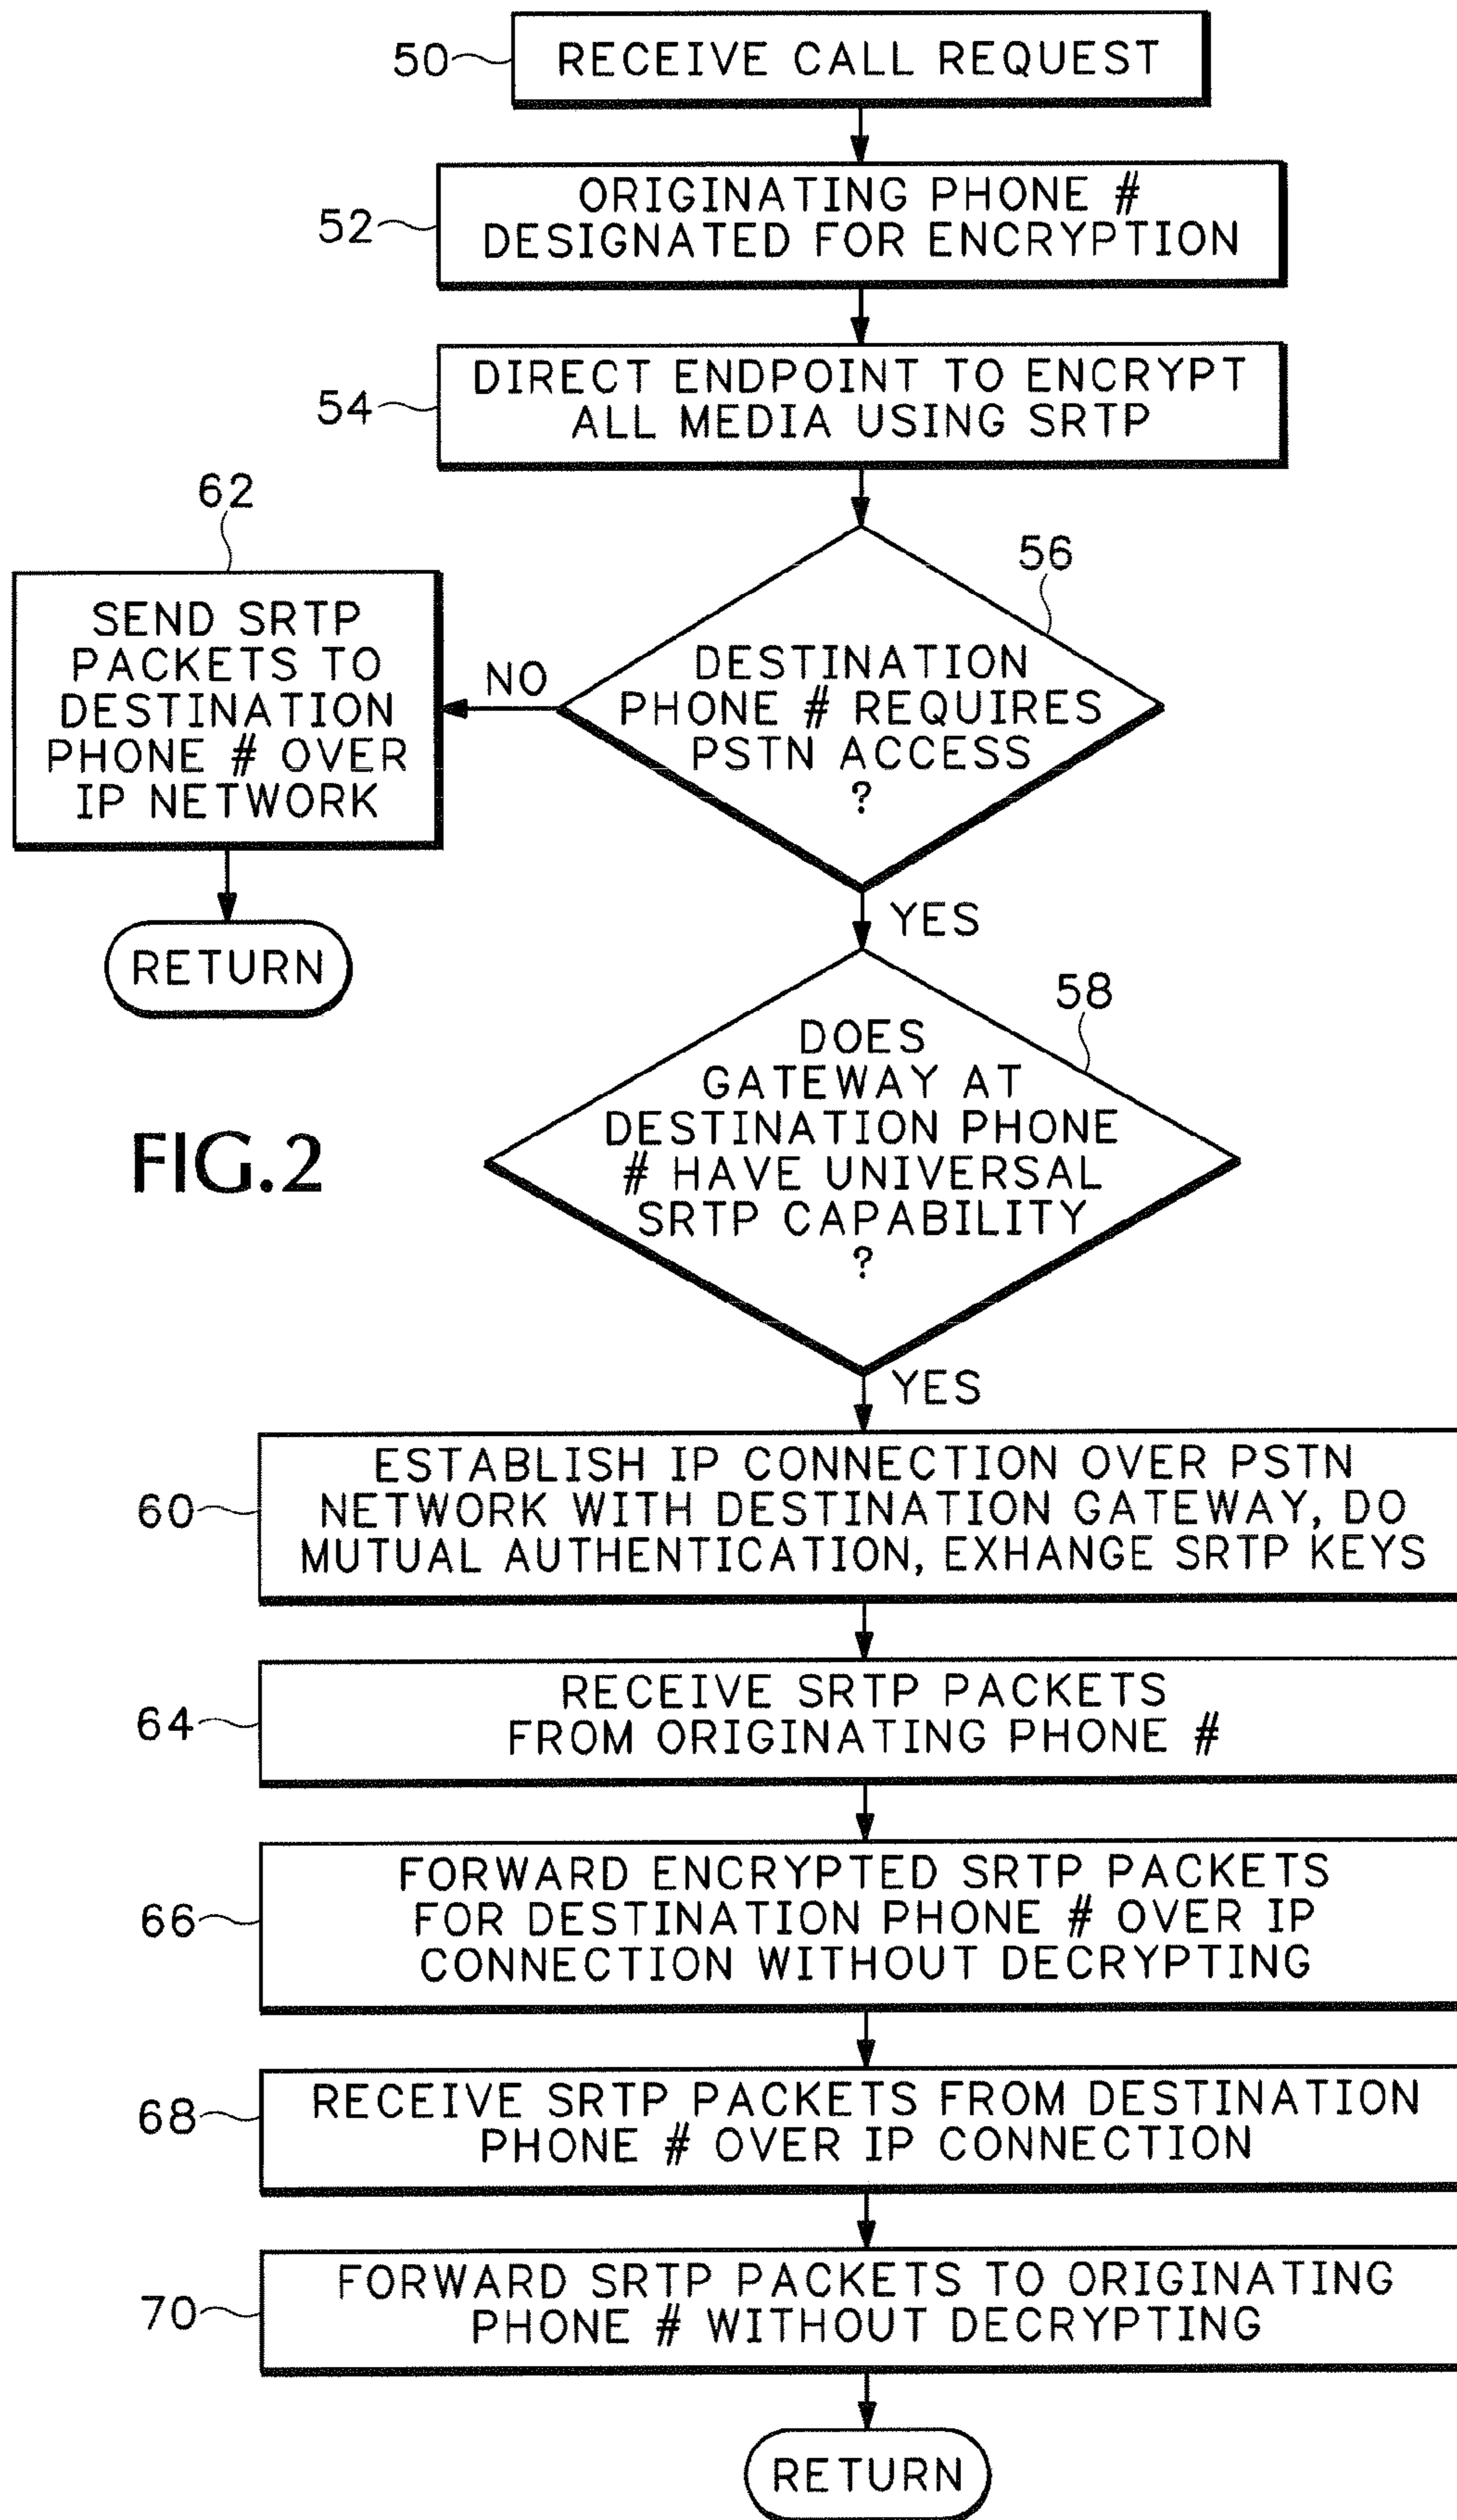 50
RECEIVE CALL REQUEST
52
ORIGINATING PHONE #
DESIGNATED FOR ENCRYPTION
54
DIRECT ENDPOINT TO ENCRYPT
ALL MEDIA USING SRTP
62
SEND SRTP
PACKETS TO
DESTINATION
PHONE # OVER
IP NETWORK
NO
56
DESTINATION
PHONE # REQUIRES
PSTN ACCESS
?
RETURN
YES
58
DOES
GATEWAY AT
DESTINATION PHONE
# HAVE UNIVERSAL
SRTP CAPABILITY
?
FIG.2
YES
60
ESTABLISH IP CONNECTION OVER PSTN
NETWORK WITH DESTINATION GATEWAY, DO
MUTUAL AUTHENTICATION, EXHANGE SRTP KEYS
64
RECEIVE SRTP PACKETS
FROM ORIGINATING PHONE #
66
FORWARD ENCRYPTED SRTP PACKETS
FOR DESTINATION PHONE # OVER IP
CONNECTION WITHOUT DECRYPTING
68
RECEIVE SRTP PACKETS FROM DESTINATION
PHONE # OVER IP CONNECTION
70
FORWARD SRTP PACKETS TO ORIGINATING
PHONE # WITHOUT DECRYPTING
RETURN